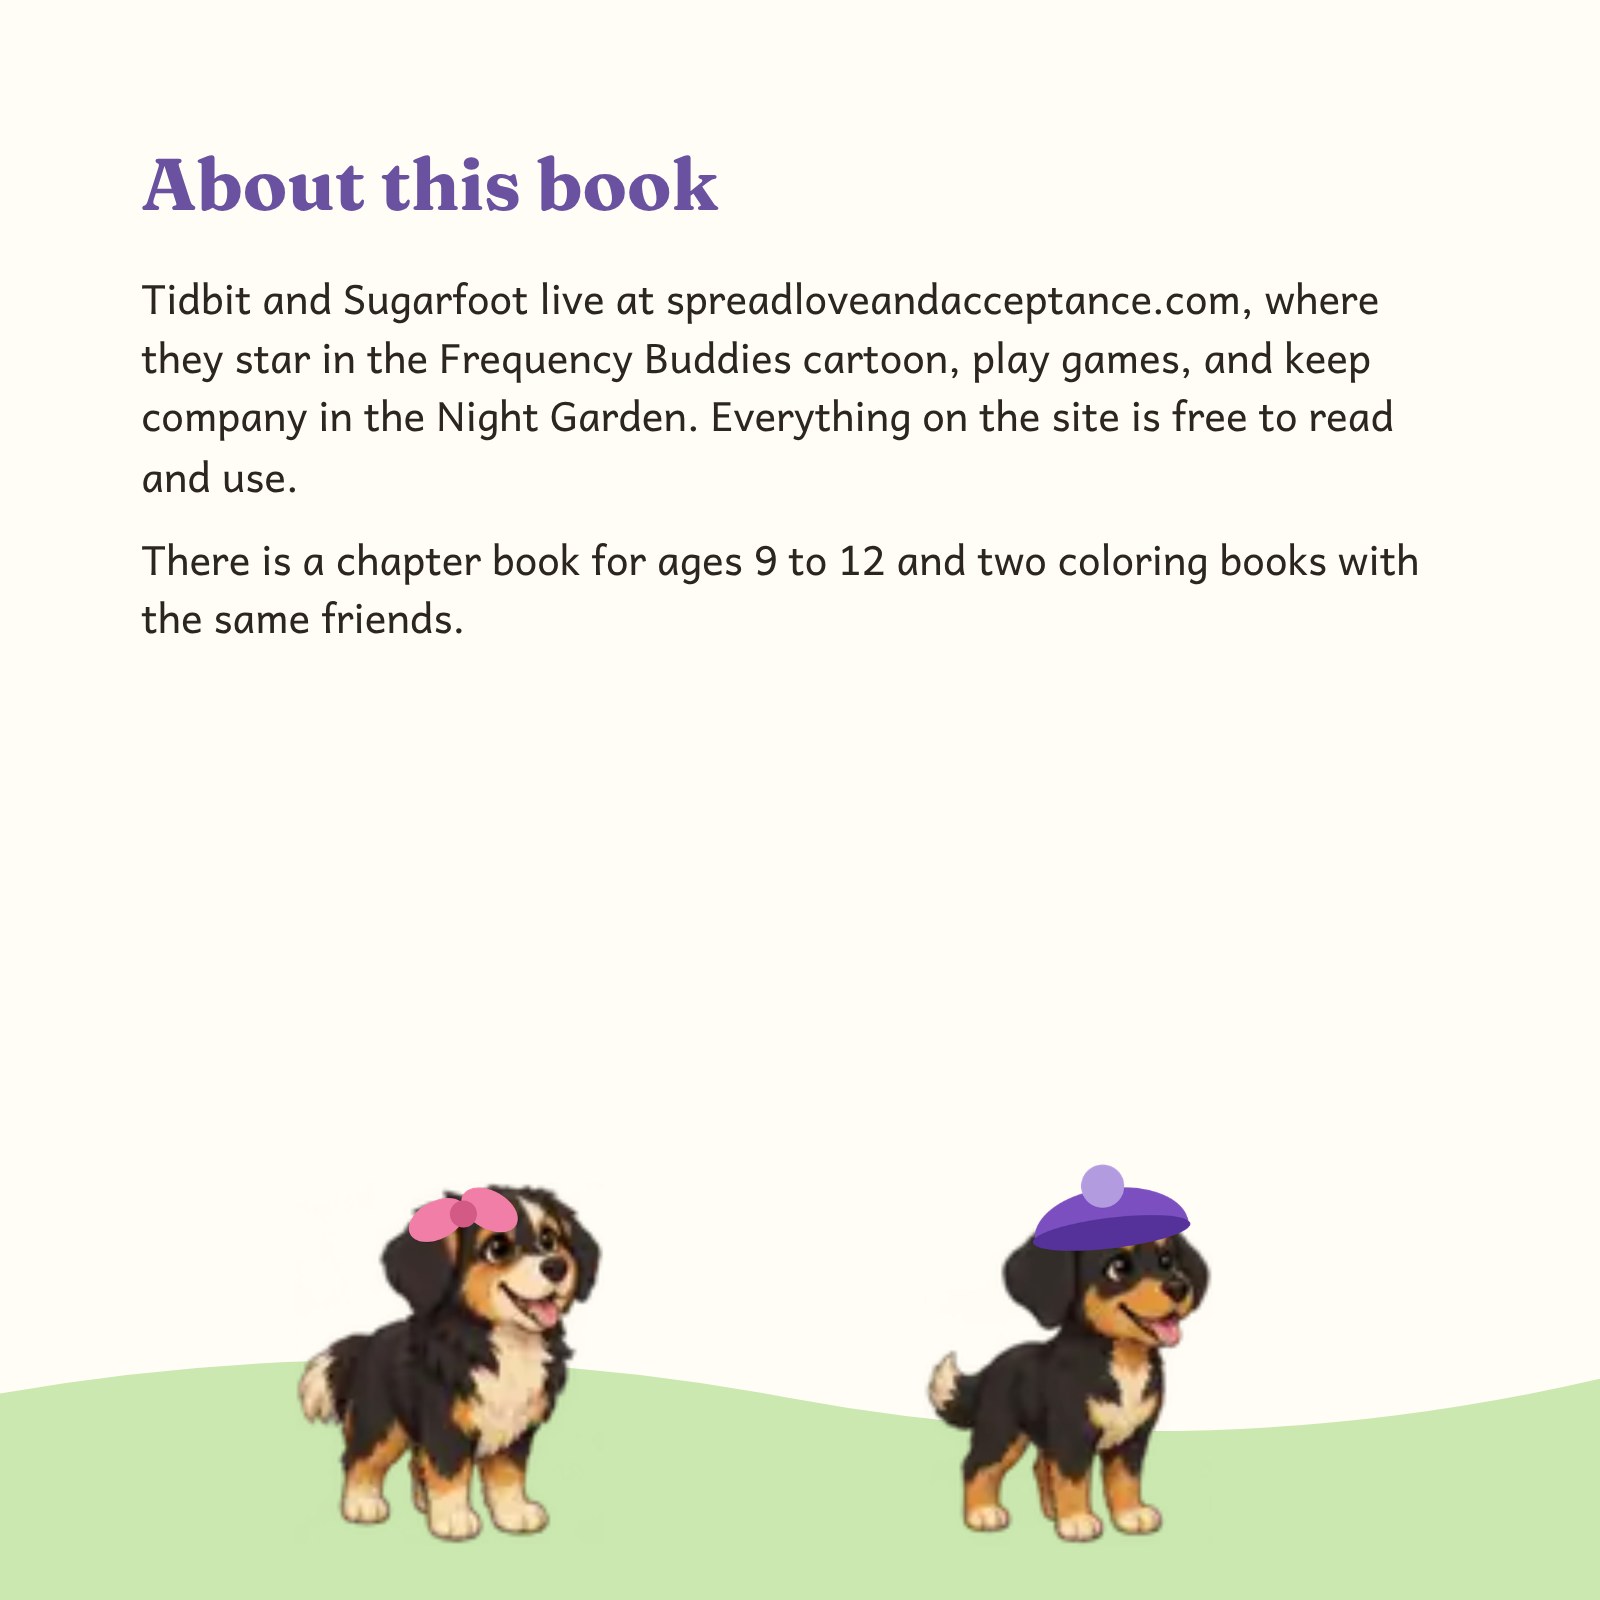 About this book
Tidbit and Sugarfoot live at spreadloveandacceptance.com, where
they star in the Frequency Buddies cartoon, play games, and keep
company in the Night Garden. Everything on the site is free to read
and use.
There is a chapter book for ages 9 to 12 and two coloring books with
the same friends.